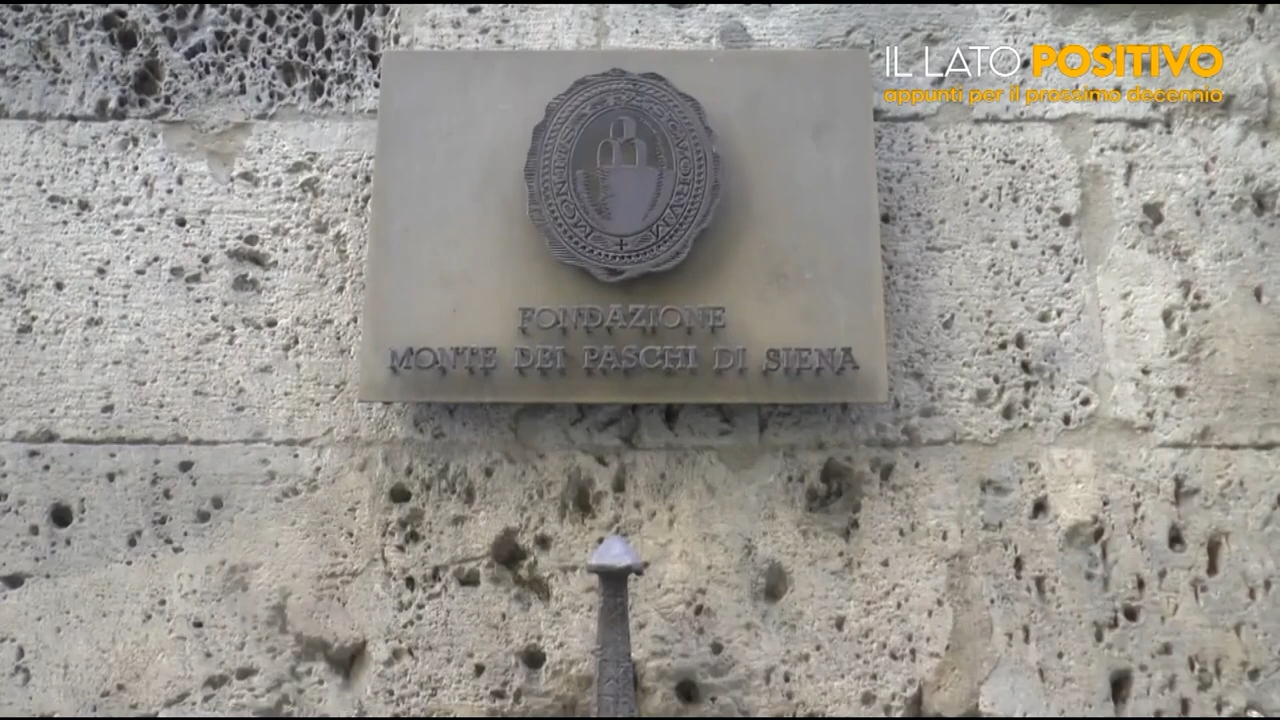 IL LATO POSITIVO
appunti per il prossimo decennio
FONDAZIONE
MONTE DEI PASCHI DI SIENA